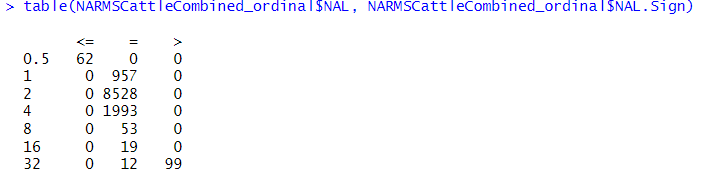 > table(NARMSCattleCombined_ordinal$NAL, NARMSCattleCombined_ordinal$NAL.Sign)
<= = >
0.5 62 0 0
1 0 957 0
2 0 8528 0
4 0 1993 0
8 0 53 0
16 0 19 0
32 0 12 99